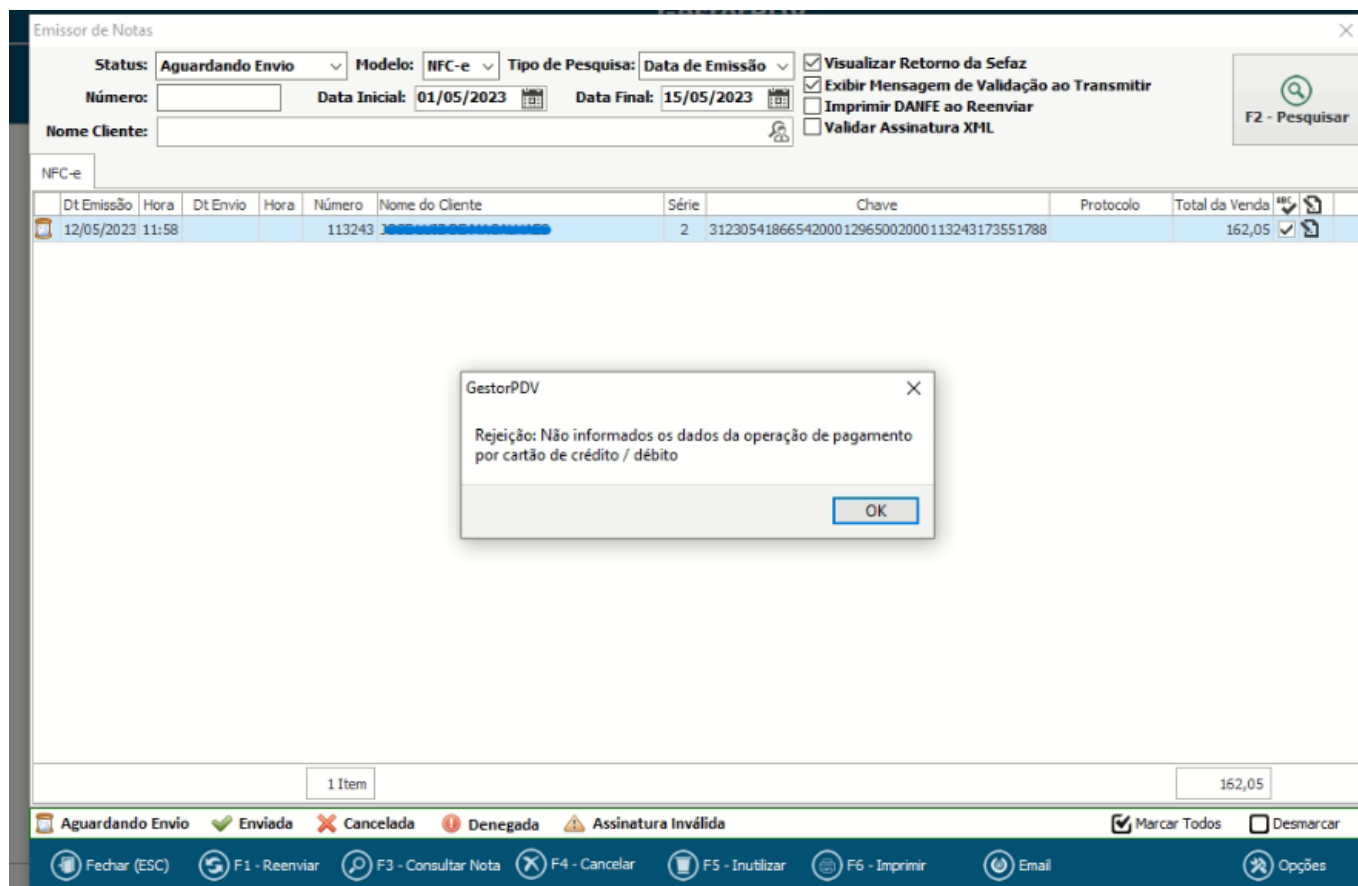 Emissor de Notas
Status: Aguardando Envio Modelo: NFC-e Tipo de Pesquisa: Data de Emissão Visualizar Retorno da Sefaz
Exibir Mensagem de Validação ao Transmitir
Número: Data Inicial: 01/05/2023 Data Final: 15/05/2023 Imprimir DANFE ao Reenviar
Nome Cliente: Validar Assinatura XML
F2 - Pesquisar
NFC-e
Dt Emissão Hora Dt Envio Hora Número Nome do Cliente Série Chave Protocolo Total da Venda ABC
12/05/2023 11:58 113243 2 31230541866542000129650020001132431735517​88 162,05
GestorPDV
Rejeição: Não informados os dados da operação de pagamento
por cartão de crédito / débito
OK
1 Item 162,05
Aguardando Envio Enviada Cancelada Denegada Assinatura Inválida Marcar Todos Desmarcar
Fechar (ESC) F1 - Reenviar F3 - Consultar Nota F4 - Cancelar F5 - Inutilizar F6 - Imprimir Email Opções